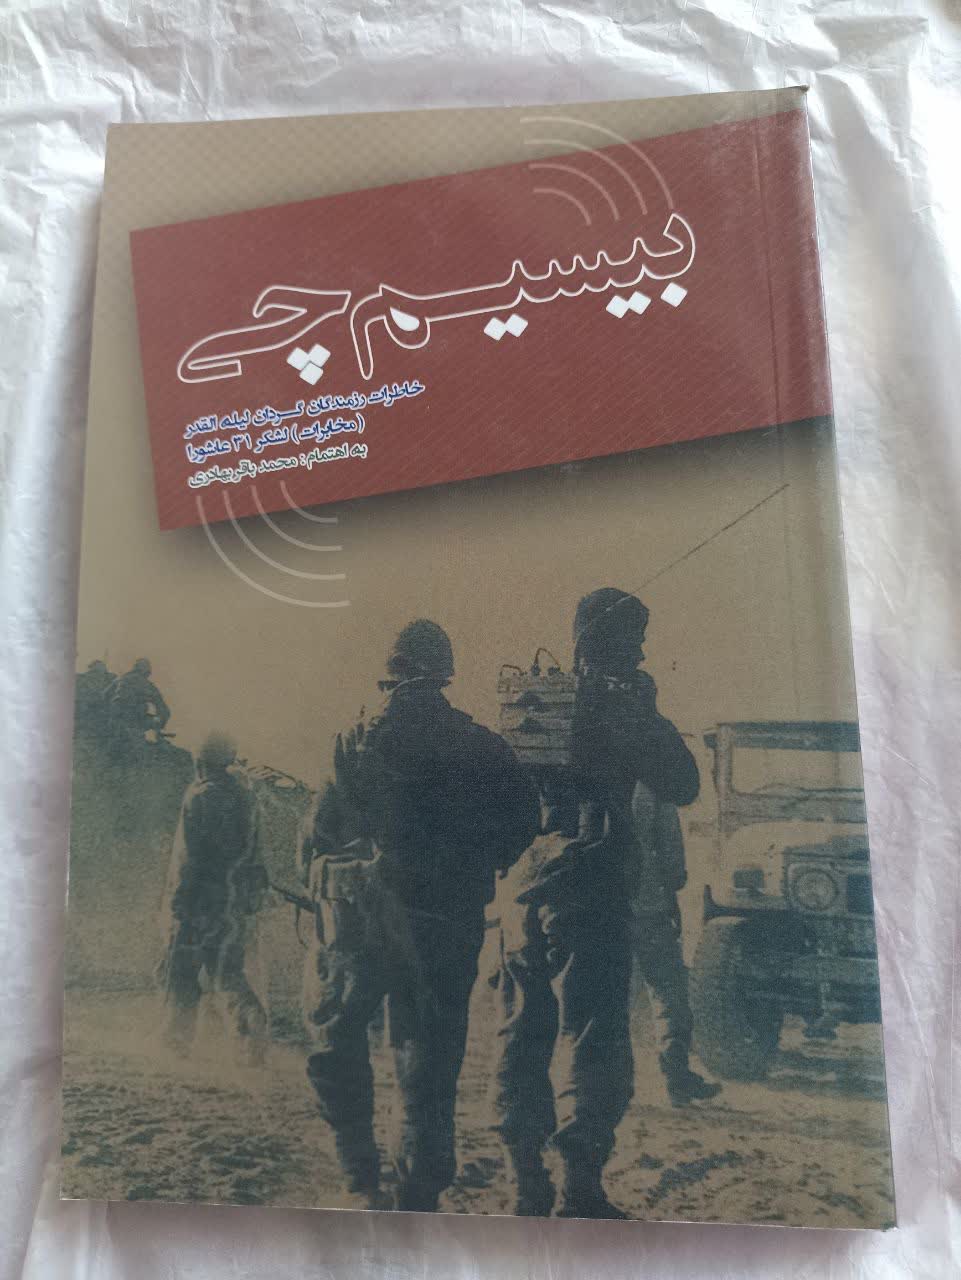 بیسیم چی
خاطرات رزمندگان گردان لیله القدر
(مخابرات) لشکر ۳۱ عاشورا
به اهتمام: محمد باقر بهادری